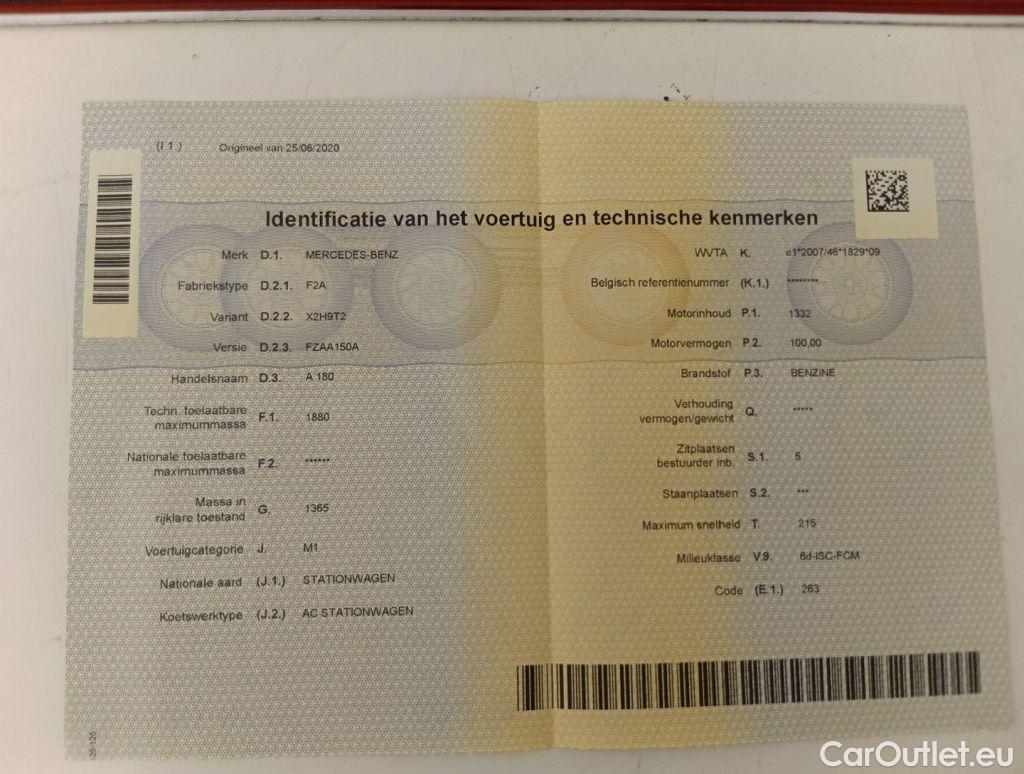 (I.1.) Origineel van 25/06/2020
Identificatie van het voertuig en technische kenmerken
Merk D.1. MERCEDES-BENZ
Fabriekstype D.2.1. F2A
Variant D.2.2. X2H9T2
Versie D.2.3. FZAA150A
Handelsnaam D.3. A 180
Techn. toelaatbare
maximummassa F.1. 1880
Nationale toelaatbare
maximummassa F.2. ******
Massa in
rijklare toestand G. 1365
Voertuigcategorie J. M1
Nationale aard (J.1.) STATIONWAGEN
Koetswerktype (J.2.) AC STATIONWAGEN
WVTA K. e1*2007/46*1829*09
Belgisch referentienummer (K.1.) ********
Motorinhoud P.1. 1332
Motorvermogen P.2. 100,00
Brandstof P.3. BENZINE
Verhouding
vermogen/gewicht Q. *****
Zitplaatsen
bestuurder inb. S.1. 5
Staanplaatsen S.2. ***
Maximum snelheid T. 215
Milieuklasse V.9. 6d-ISC-FCM
Code (E.1.) 263
CarOutlet.eu